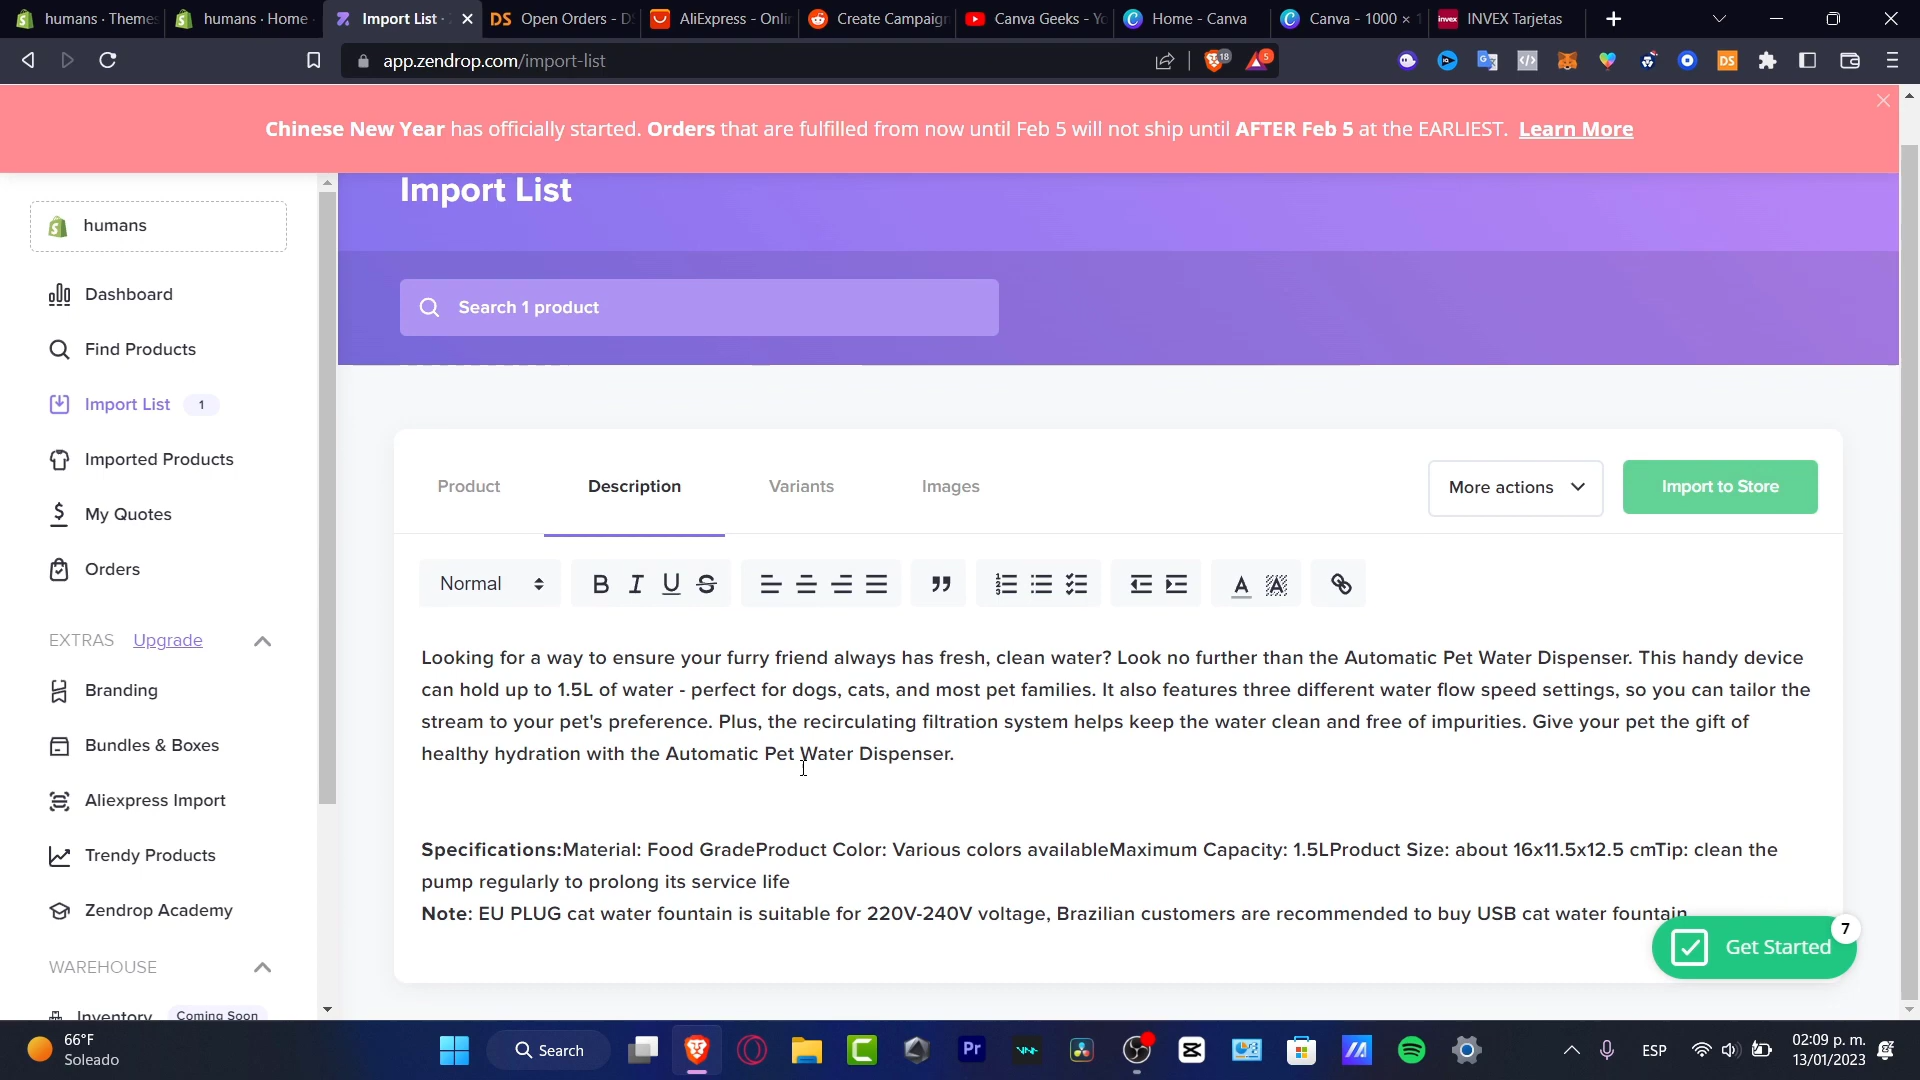 humans · Themes
humans · Home
Import List ·
Open Orders - DS
AliExpress - Onlin
Create Campaign
Canva Geeks - Yo
Home - Canva
Canva - 1000 × 1
INVEX Tarjetas
app.zendrop.com/import-list
18
5
Chinese New Year has officially started. Orders that are fulfilled from now until Feb 5 will not ship until AFTER Feb 5 at the EARLIEST. Learn More
humans
Dashboard
Find Products
Import List 1
Imported Products
My Quotes
Orders
EXTRAS Upgrade
Branding
Bundles & Boxes
Aliexpress Import
Trendy Products
Zendrop Academy
WAREHOUSE
Inventory Coming Soon
Import List
Search 1 product
Product Description Variants Images More actions Import to Store
Normal B I U S
Looking for a way to ensure your furry friend always has fresh, clean water? Look no further than the Automatic Pet Water Dispenser. This handy device
can hold up to 1.5L of water - perfect for dogs, cats, and most pet families. It also features three different water flow speed settings, so you can tailor the
stream to your pet's preference. Plus, the recirculating filtration system helps keep the water clean and free of impurities. Give your pet the gift of
healthy hydration with the Automatic Pet Water Dispenser.
Specifications:Material: Food GradeProduct Color: Various colors availableMaximum Capacity: 1.5LProduct Size: about 16x11.5x12.5 cmTip: clean the
pump regularly to prolong its service life
Note: EU PLUG cat water fountain is suitable for 220V-240V voltage, Brazilian customers are recommended to buy USB cat water fountain
Get Started 7
66°F
Soleado
Search
ESP
02:09 p. m.
13/01/2023